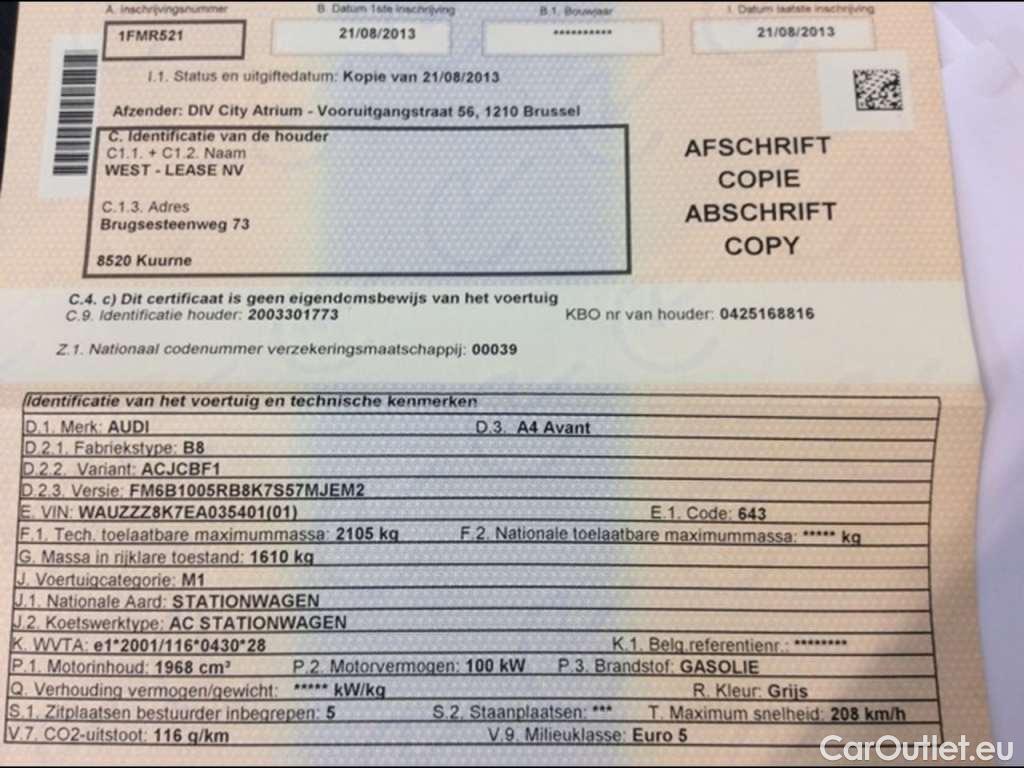 A. Inschrijvingsnummer B. Datum 1ste inschrijving B.1. Bouwjaar I. Datum laatste inschrijving
1FMR521 21/08/2013 ********** 21/08/2013
I.1. Status en uitgiftedatum: Kopie van 21/08/2013
Afzender: DIV City Atrium - Vooruitgangstraat 56, 1210 Brussel
C. Identificatie van de houder
C1.1. + C1.2. Naam
WEST - LEASE NV
C.1.3. Adres
Brugsesteenweg 73
8520 Kuurne
AFSCHRIFT
COPIE
ABSCHRIFT
COPY
C.4. c) Dit certificaat is geen eigendomsbewijs van het voertuig
C.9. Identificatie houder: 2003301773 KBO nr van houder: 0425168816
Z.1. Nationaal codenummer verzekeringsmaatschappij: 00039
Identificatie van het voertuig en technische kenmerken
D.1. Merk: AUDI D.3. A4 Avant
D.2.1. Fabriekstype: B8
D.2.2. Variant: ACJCBF1
D.2.3. Versie: FM6B1005RB8K7S57MJEM2
E. VIN: WAUZZZ8K7EA035401(01) E.1. Code: 643
F.1. Tech. toelaatbare maximummassa: 2105 kg F.2. Nationale toelaatbare maximummassa: ***** kg
G. Massa in rijklare toestand: 1610 kg
J. Voertuigcategorie: M1
J.1. Nationale Aard: STATIONWAGEN
J.2. Koetswerktype: AC STATIONWAGEN
K. WVTA: e1*2001/116*0430*28 K.1. Belg.referentienr.: ********
P.1. Motorinhoud: 1968 cm³ P.2. Motorvermogen: 100 kW P.3. Brandstof: GASOLIE
Q. Verhouding vermogen/gewicht: ***** kW/kg R. Kleur: Grijs
S.1. Zitplaatsen bestuurder inbegrepen: 5 S.2. Staanplaatsen: *** T. Maximum snelheid: 208 km/h
V.7. CO2-uitstoot: 116 g/km V.9. Milieuklasse: Euro 5
CarOutlet.eu